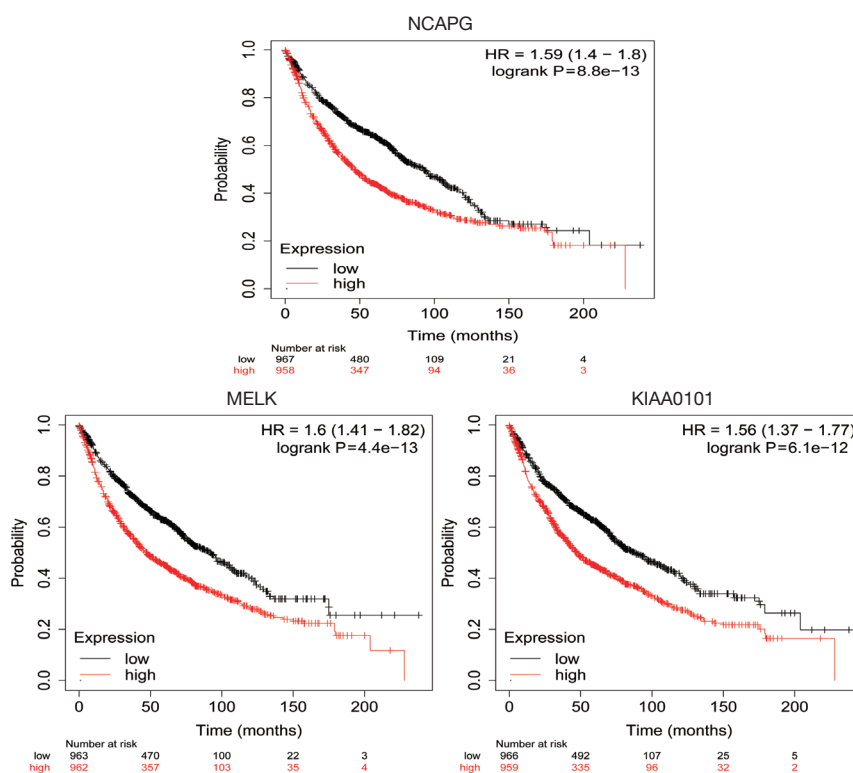 NCAPG
HR = 1.59 (1.4 − 1.8)
logrank P=8.8e−13
Probability
1.0
0.8
0.6
0.4
0.2
0.0
Expression
low
high
0 50 100 150 200
Time (months)
Number at risk
low 967 480 109 21 4
high 958 347 94 36 3
MELK
HR = 1.6 (1.41 − 1.82)
logrank P=4.4e−13
Probability
1.0
0.8
0.6
0.4
0.2
0.0
Expression
low
high
0 50 100 150 200
Time (months)
Number at risk
low 963 470 100 22 3
high 962 357 103 35 4
KIAA0101
HR = 1.56 (1.37 − 1.77)
logrank P=6.1e−12
Probability
1.0
0.8
0.6
0.4
0.2
0.0
Expression
low
high
0 50 100 150 200
Time (months)
Number at risk
low 966 492 107 25 5
high 959 335 96 32 2